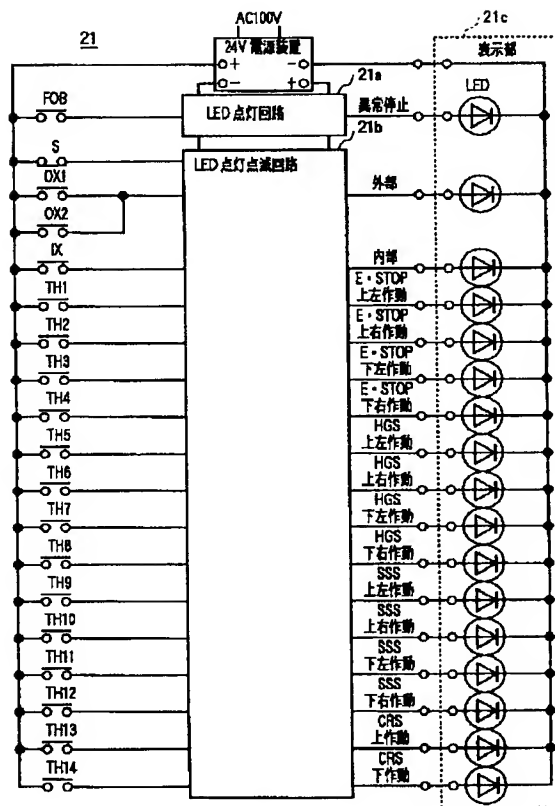 21
AC100V
21c
24V 電源装置
+ −
− +
表示部
21a
FOB
LED 点灯回路
異常停止
LED
21b
S
LED 点灯点滅回路
OX1
外部
OX2
IX
内部
TH1
E・STOP
上左作動
TH2
E・STOP
上右作動
TH3
E・STOP
下左作動
TH4
E・STOP
下右作動
TH5
HGS
上左作動
TH6
HGS
上右作動
TH7
HGS
下左作動
TH8
HGS
下右作動
TH9
SSS
上左作動
TH10
SSS
上右作動
TH11
SSS
下左作動
TH12
SSS
下右作動
TH13
CRS
上作動
TH14
CRS
下作動